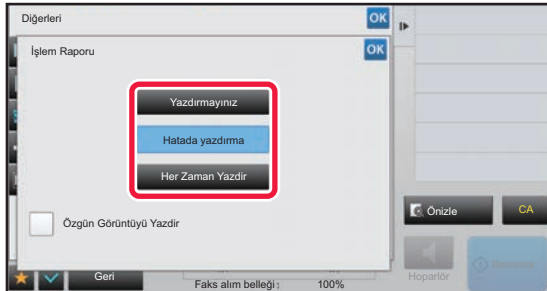 Diğerleri
OK
İşlem Raporu
OK
Yazdırmayınız
Hatada yazdırma
Her Zaman Yazdir
Özgün Görüntüyü Yazdir
Önizle
CA
Geri
Faks alım belleği: 100%
Hoparlör